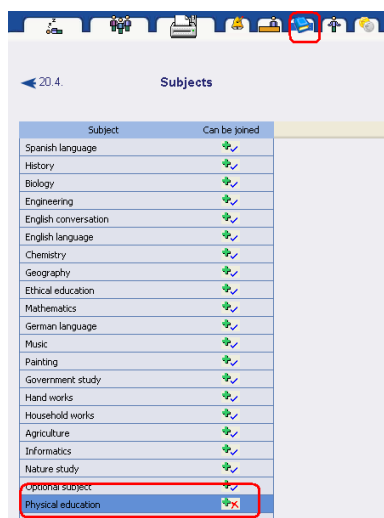 20.4. Subjects
Subject Can be joined
Spanish language
History
Biology
Engineering
English conversation
English language
Chemistry
Geography
Ethical education
Mathematics
German language
Music
Painting
Government study
Hand works
Household works
Agriculture
Informatics
Nature study
Optional subject
Physical education